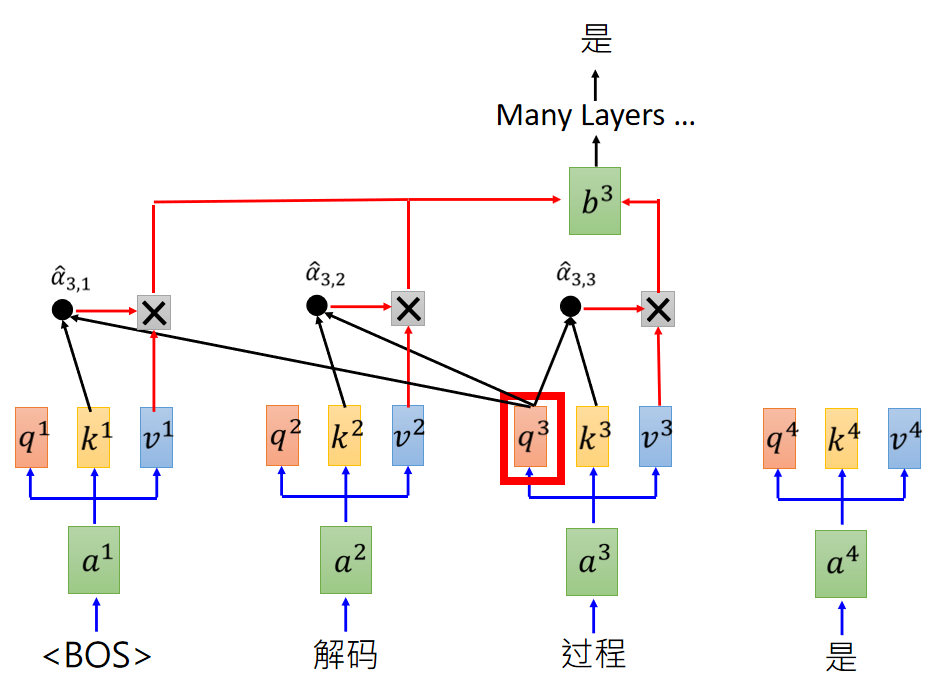 是
Many Layers ...
b³
α̂₃,₁ α̂₃,₂ α̂₃,₃
q¹ k¹ v¹ q² k² v² q³ k³ v³ q⁴ k⁴ v⁴
a¹ a² a³ a⁴
<BOS> 解码 过程 是